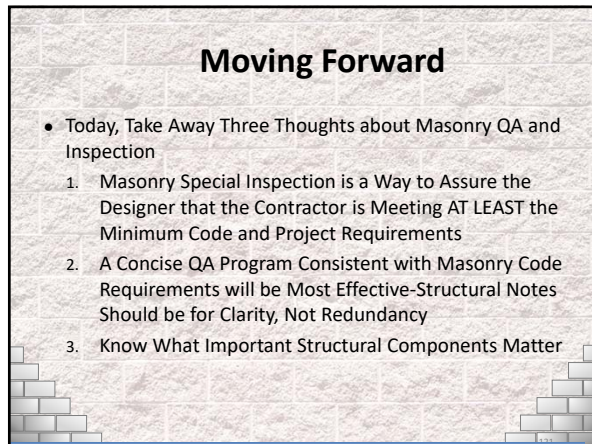 Moving Forward
• Today, Take Away Three Thoughts about Masonry QA and
Inspection
1. Masonry Special Inspection is a Way to Assure the
Designer that the Contractor is Meeting AT LEAST the
Minimum Code and Project Requirements
2. A Concise QA Program Consistent with Masonry Code
Requirements will be Most Effective-Structural Notes
Should be for Clarity, Not Redundancy
3. Know What Important Structural Components Matter